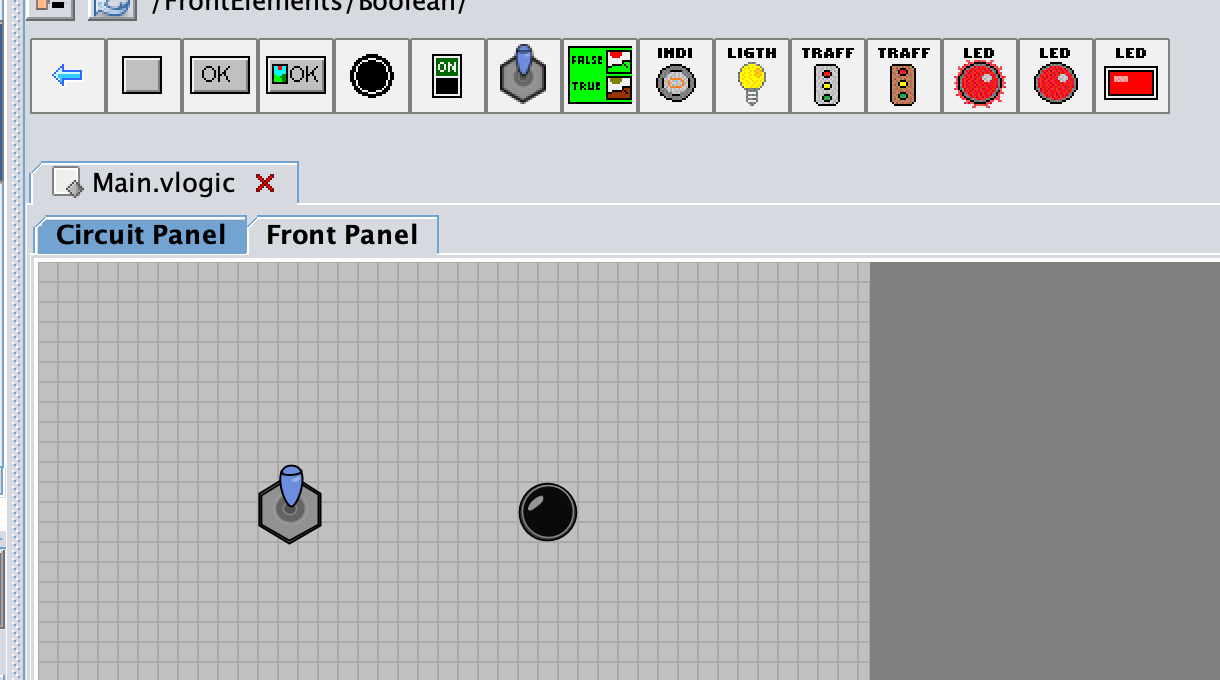 /FrontElements/Boolean/
OK
OK
ON
FALSE
TRUE
INDI
LIGTH
TRAFF
TRAFF
LED
LED
LED
Main.vlogic
Circuit Panel
Front Panel